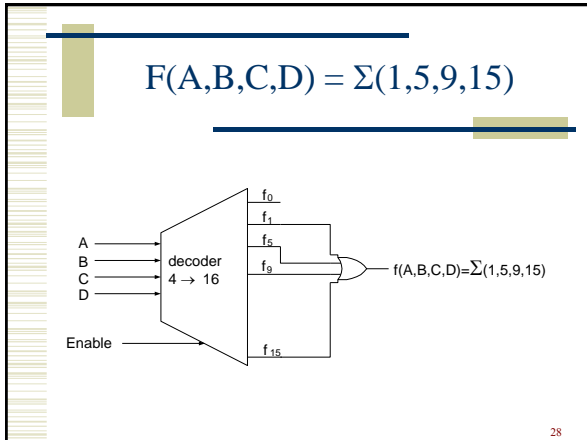 F(A,B,C,D) = Σ(1,5,9,15)
f0
f1
A
f5
B
decoder
C
4 → 16
f9
f(A,B,C,D)=Σ(1,5,9,15)
D
Enable
f15
28